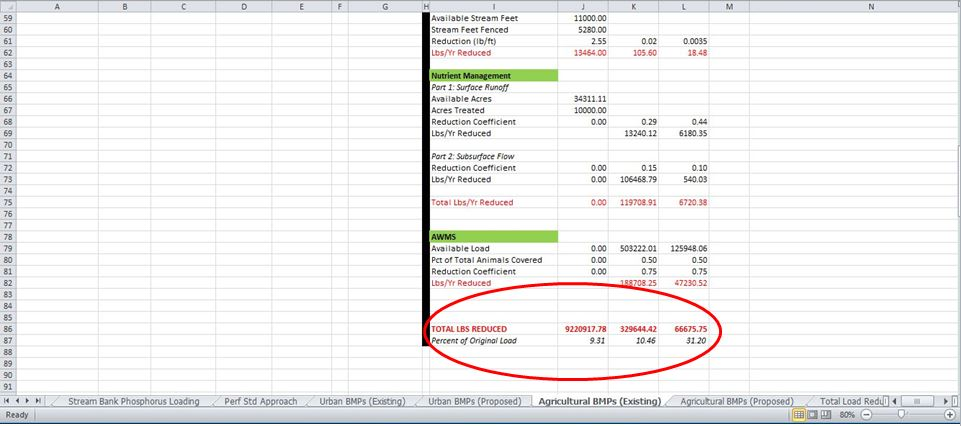 A B C D E F G H I J K L M N
59 Available Stream Feet 11000.00
60 Stream Feet Fenced 5280.00
61 Reduction (lb/ft) 2.55 0.02 0.0035
62 Lbs/Yr Reduced 13464.00 105.60 18.48
63
64 Nutrient Management
65 Part 1: Surface Runoff
66 Available Acres 34311.11
67 Acres Treated 10000.00
68 Reduction Coefficient 0.00 0.29 0.44
69 Lbs/Yr Reduced 13240.12 6180.35
70
71 Part 2: Subsurface Flow
72 Reduction Coefficient 0.00 0.15 0.10
73 Lbs/Yr Reduced 0.00 106468.79 540.03
74
75 Total Lbs/Yr Reduced 0.00 119708.91 6720.38
76
77
78 AWMS
79 Available Load 0.00 503222.01 125948.06
80 Pct of Total Animals Covered 0.00 0.50 0.50
81 Reduction Coefficient 0.00 0.75 0.75
82 Lbs/Yr Reduced 188708.25 47230.52
83
84
85
86 TOTAL LBS REDUCED 9220917.78 329644.42 66675.75
87 Percent of Original Load 9.31 10.46 31.20
88
89
90
91
Stream Bank Phosphorus Loading Perf Std Approach Urban BMPs (Existing) Urban BMPs (Proposed) Agricultural BMPs (Existing) Agricultural BMPs (Proposed) Total Load Redu
Ready 80%